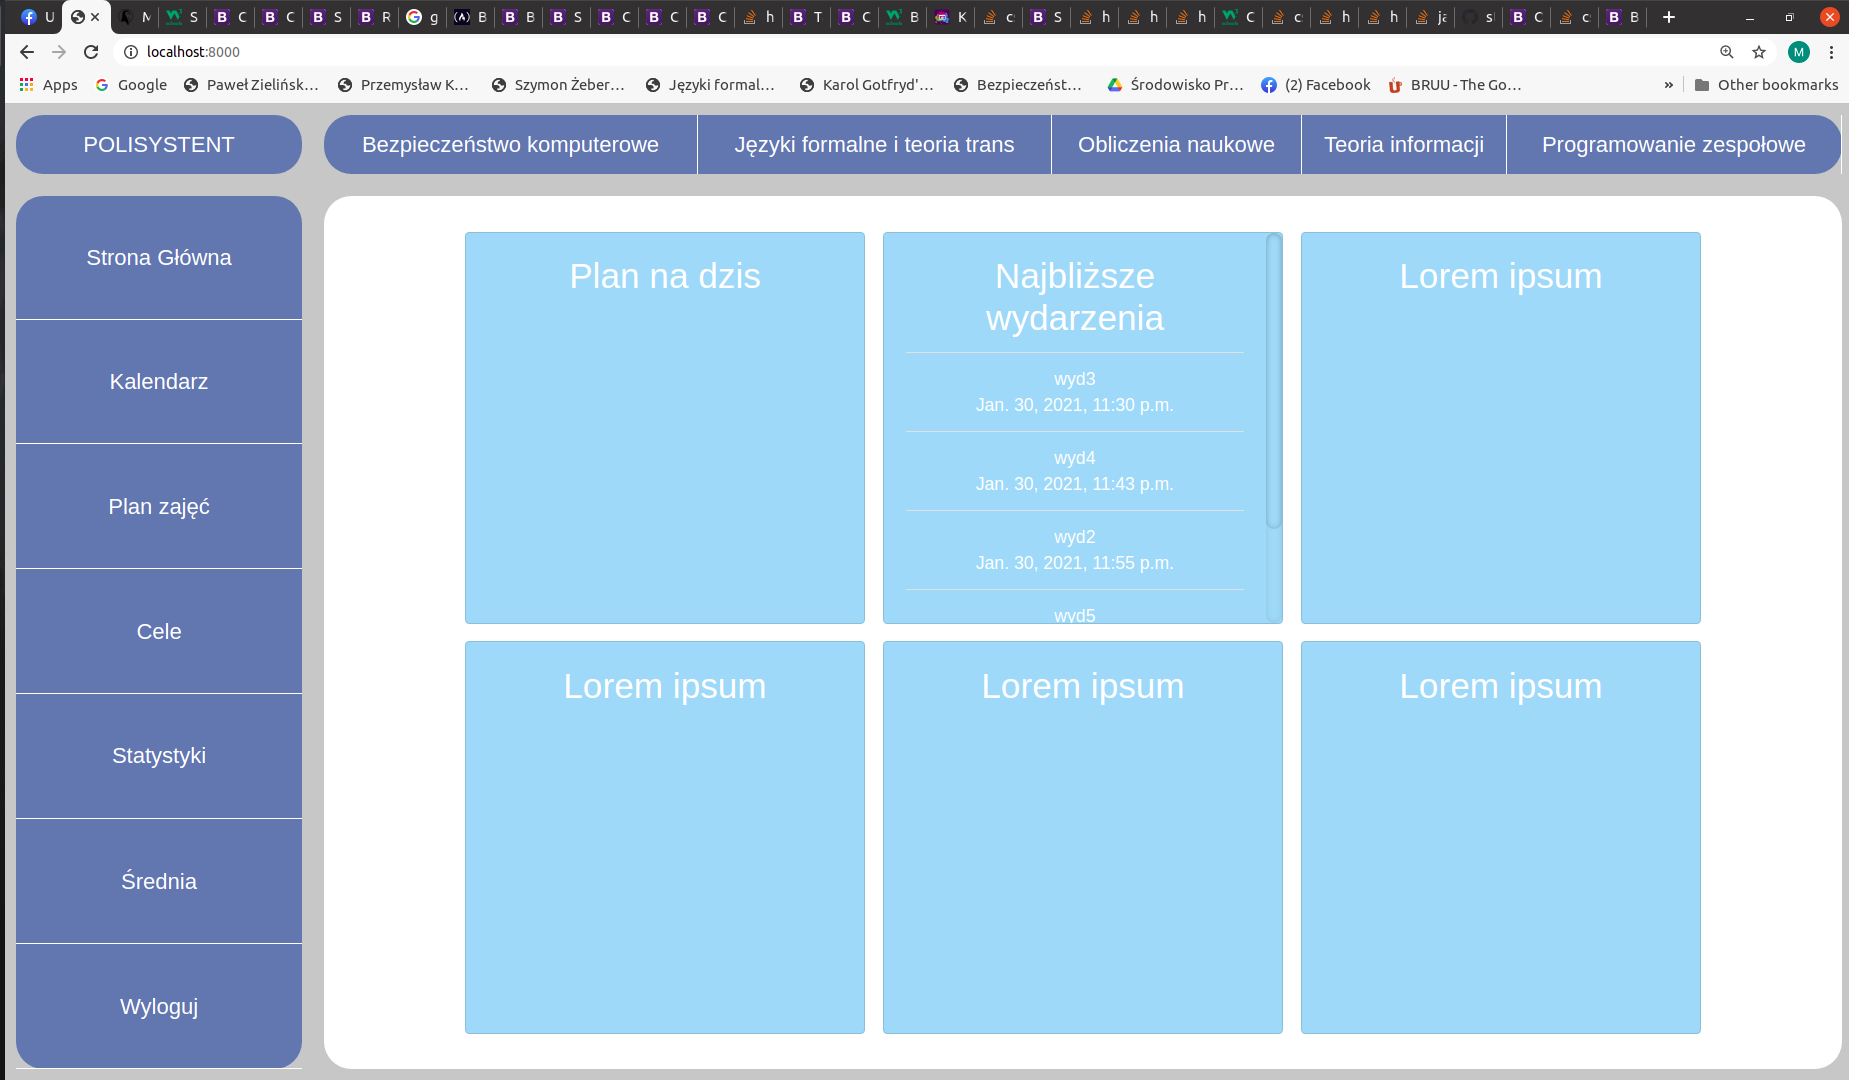 localhost:8000
M
Apps Google Paweł Zielińsk... Przemysław K... Szymon Żeber... Języki formal... Karol Gotfryd'... Bezpieczeńst... Środowisko Pr... (2) Facebook BRUU - The Go... » Other bookmarks
POLISYSTENT
Bezpieczeństwo komputerowe
Języki formalne i teoria trans
Obliczenia naukowe
Teoria informacji
Programowanie zespołowe
Strona Główna
Kalendarz
Plan zajęć
Cele
Statystyki
Średnia
Wyloguj
Plan na dzis
Najbliższe
wydarzenia
wyd3
Jan. 30, 2021, 11:30 p.m.
wyd4
Jan. 30, 2021, 11:43 p.m.
wyd2
Jan. 30, 2021, 11:55 p.m.
wyd5
Lorem ipsum
Lorem ipsum
Lorem ipsum
Lorem ipsum